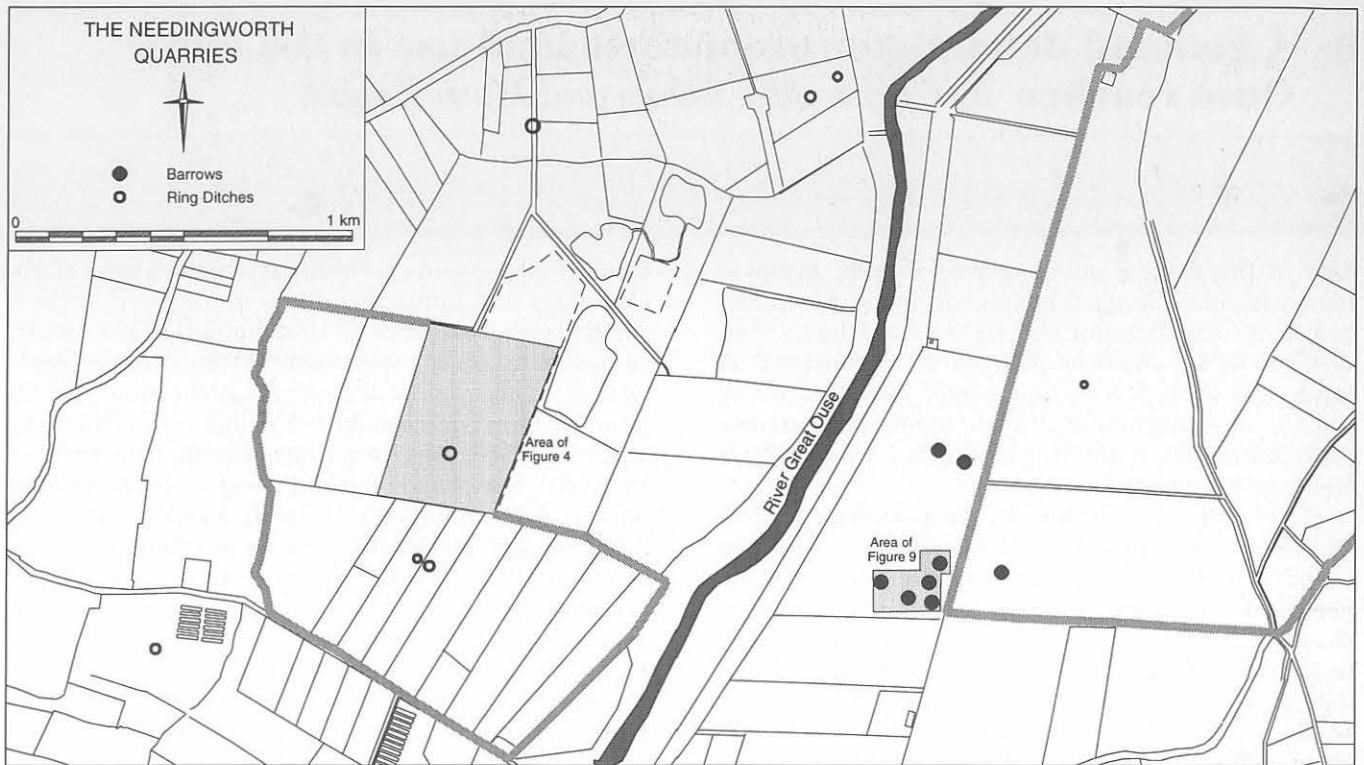 THE NEEDINGWORTH
QUARRIES
Barrows
Ring Ditches
0
1 km
Area of
Figure 4
River Great Ouse
Area of
Figure 9